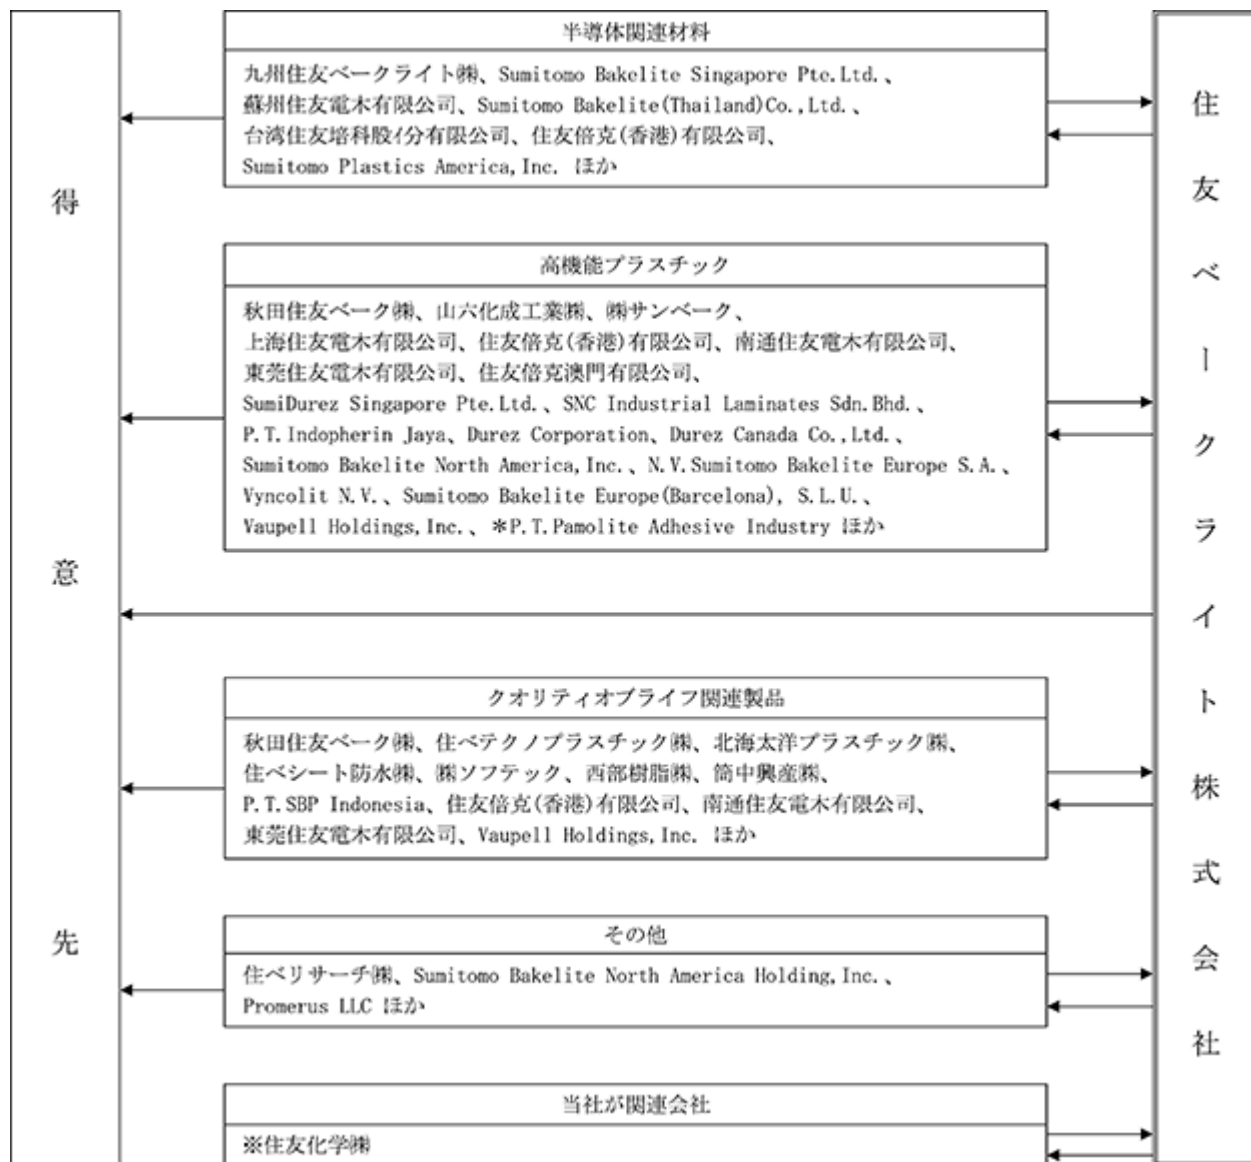 半導体関連材料
九州住友ベークライト㈱、Sumitomo Bakelite Singapore Pte.Ltd.、
蘇州住友電木有限公司、Sumitomo Bakelite(Thailand)Co.,Ltd.、
台湾住友培科股イ分有限公司、住友倍克(香港)有限公司、
Sumitomo Plastics America,Inc. ほか
高機能プラスチック
秋田住友ベーク㈱、山六化成工業㈱、㈱サンベーク、
上海住友電木有限公司、住友倍克(香港)有限公司、南通住友電木有限公司、
東莞住友電木有限公司、住友倍克澳門有限公司、
SumiDurez Singapore Pte.Ltd.、SNC Industrial Laminates Sdn.Bhd.、
P.T.Indopherin Jaya、Durez Corporation、Durez Canada Co.,Ltd.、
Sumitomo Bakelite North America,Inc.、N.V.Sumitomo Bakelite Europe S.A.、
Vyncolit N.V.、Sumitomo Bakelite Europe(Barcelona), S.L.U.、
Vaupell Holdings,Inc.、＊P.T.Pamolite Adhesive Industry ほか
クオリティオブライフ関連製品
秋田住友ベーク㈱、住ベテクノプラスチック㈱、北海太洋プラスチック㈱、
住ベシート防水㈱、㈱ソフテック、西部樹脂㈱、筒中興産㈱、
P.T.SBP Indonesia、住友倍克(香港)有限公司、南通住友電木有限公司、
東莞住友電木有限公司、Vaupell Holdings,Inc. ほか
その他
住ベリサーチ㈱、Sumitomo Bakelite North America Holding,Inc.、
Promerus LLC ほか
当社が関連会社
※住友化学㈱
得意先
住友ベークライト株式会社